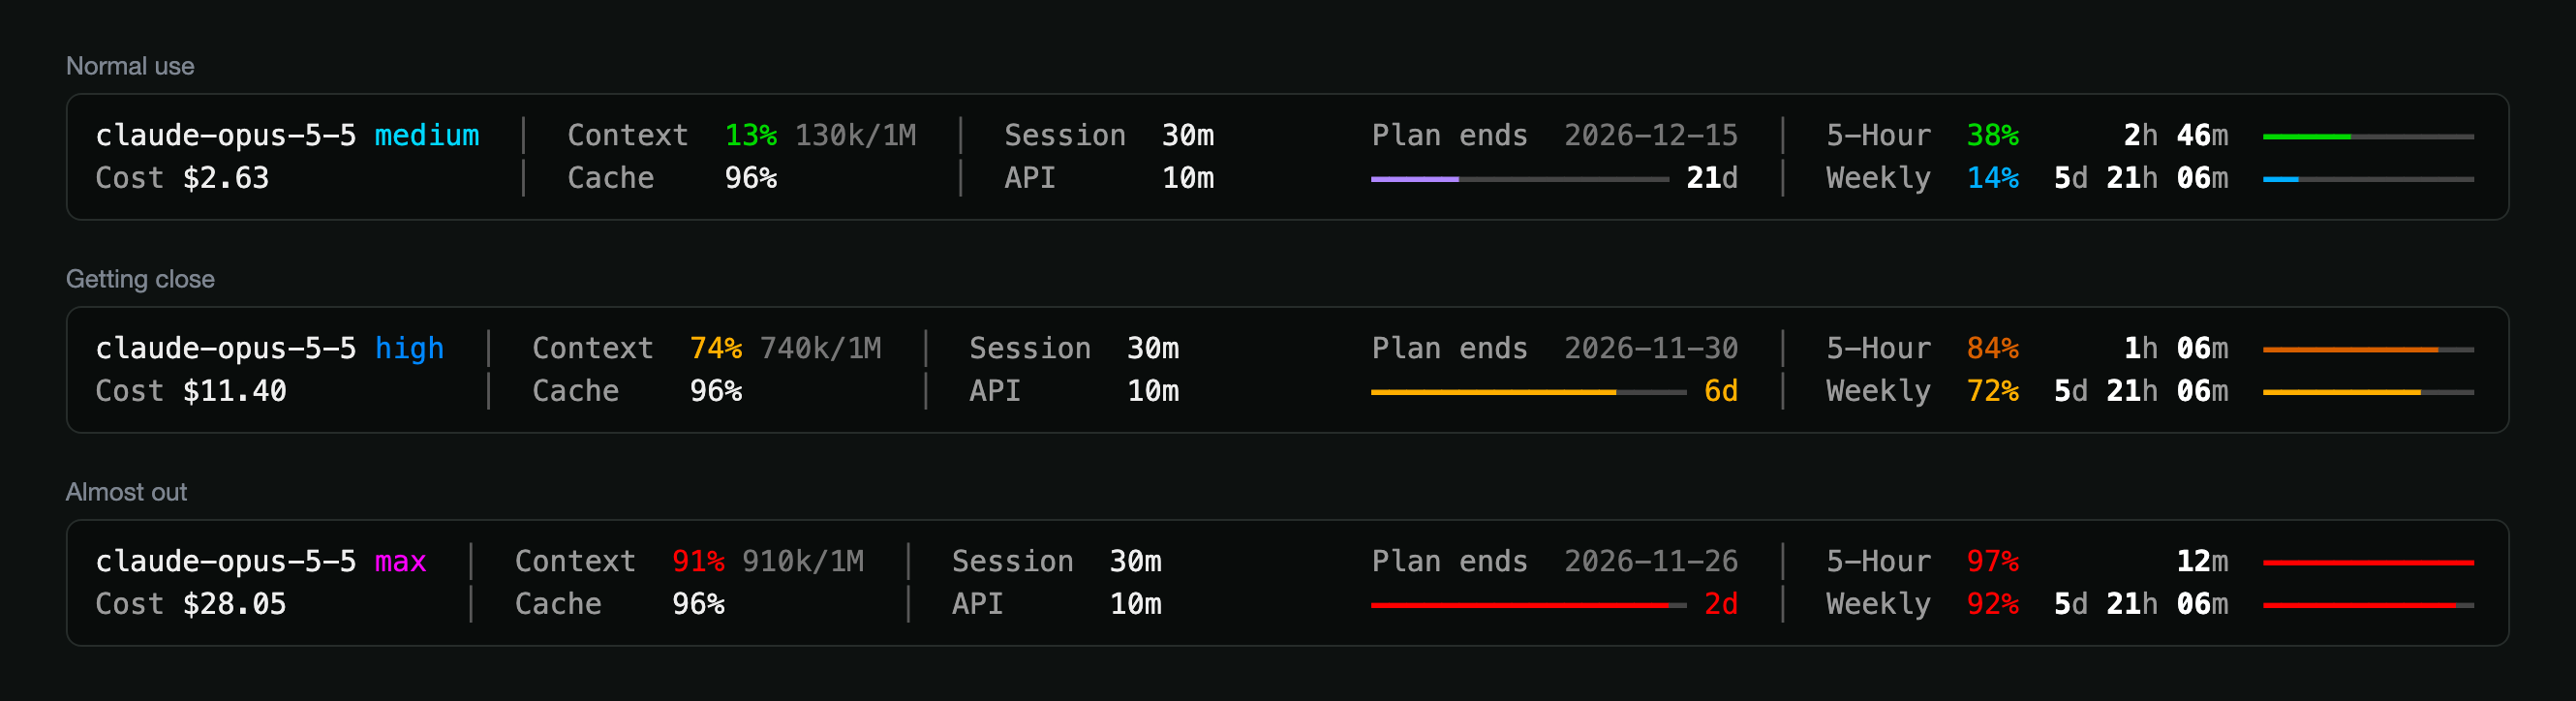 Normal use
claude-opus-5-5 medium | Context 13% 130k/1M | Session 30m Plan ends 2026-12-15 | 5-Hour 38% 2h 46m
Cost $2.63 | Cache 96% | API 10m 21d | Weekly 14% 5d 21h 06m
Getting close
claude-opus-5-5 high | Context 74% 740k/1M | Session 30m Plan ends 2026-11-30 | 5-Hour 84% 1h 06m
Cost $11.40 | Cache 96% | API 10m 6d | Weekly 72% 5d 21h 06m
Almost out
claude-opus-5-5 max | Context 91% 910k/1M | Session 30m Plan ends 2026-11-26 | 5-Hour 97% 12m
Cost $28.05 | Cache 96% | API 10m 2d | Weekly 92% 5d 21h 06m